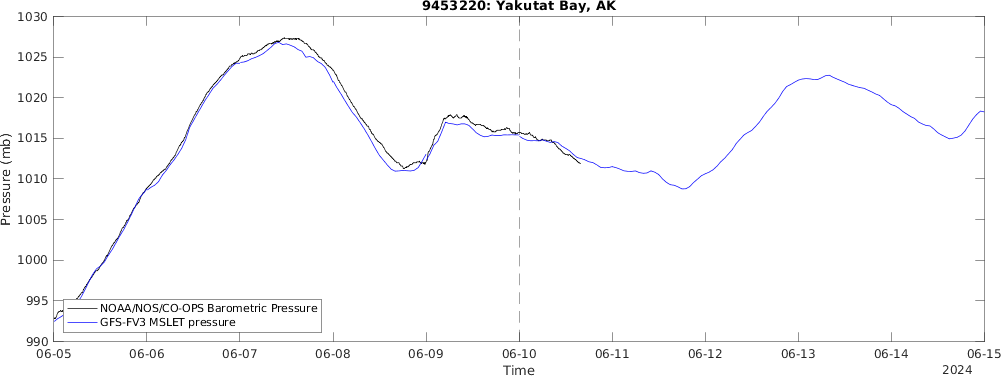 9453220: Yakutat Bay, AK
Pressure (mb)
1030
1025
1020
1015
1010
1005
1000
995
990
NOAA/NOS/CO-OPS Barometric Pressure
GFS-FV3 MSLET pressure
06-05 06-06 06-07 06-08 06-09 06-10 06-11 06-12 06-13 06-14 06-15
Time
2024